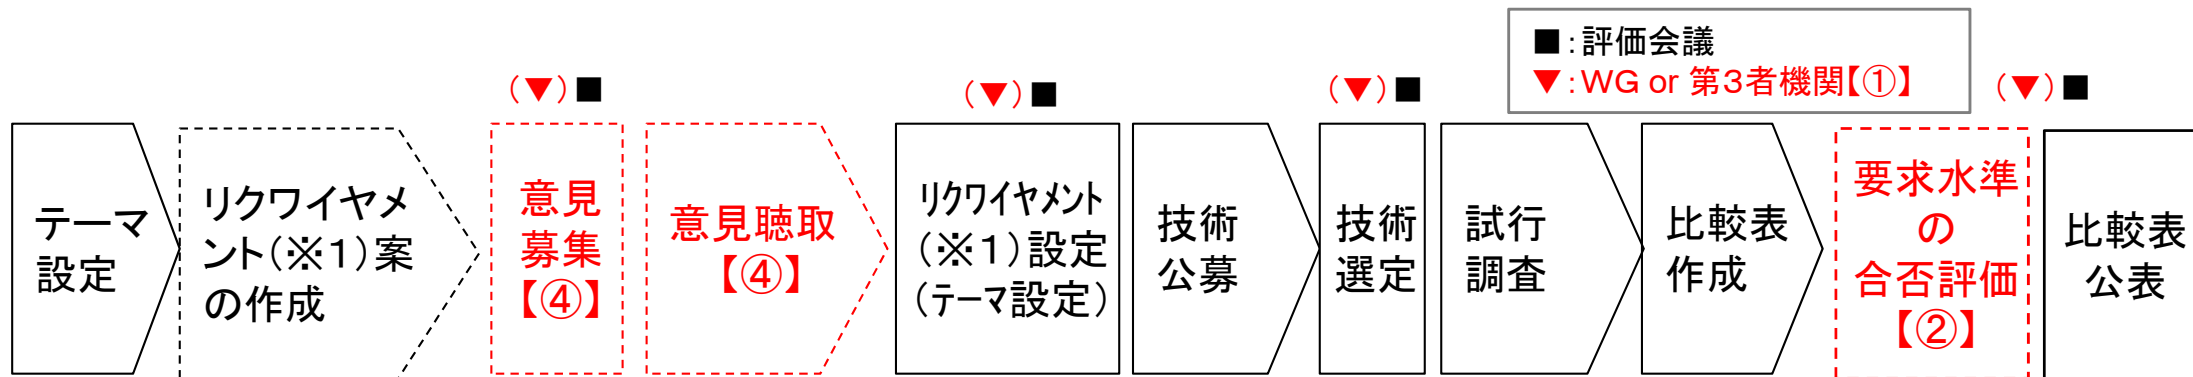 ■:評価会議
▼:WG or 第3者機関【①】
(▼)■
(▼)■
(▼)■
(▼)■
テーマ
設定
リクワイヤメ
ント(※1)案
の作成
意見
募集
【④】
意見聴取
【④】
リクワイヤメント
(※1)設定
(テーマ設定)
技術
公募
技術
選定
試行
調査
比較表
作成
要求水準
の
合否評価
【②】
比較表
公表